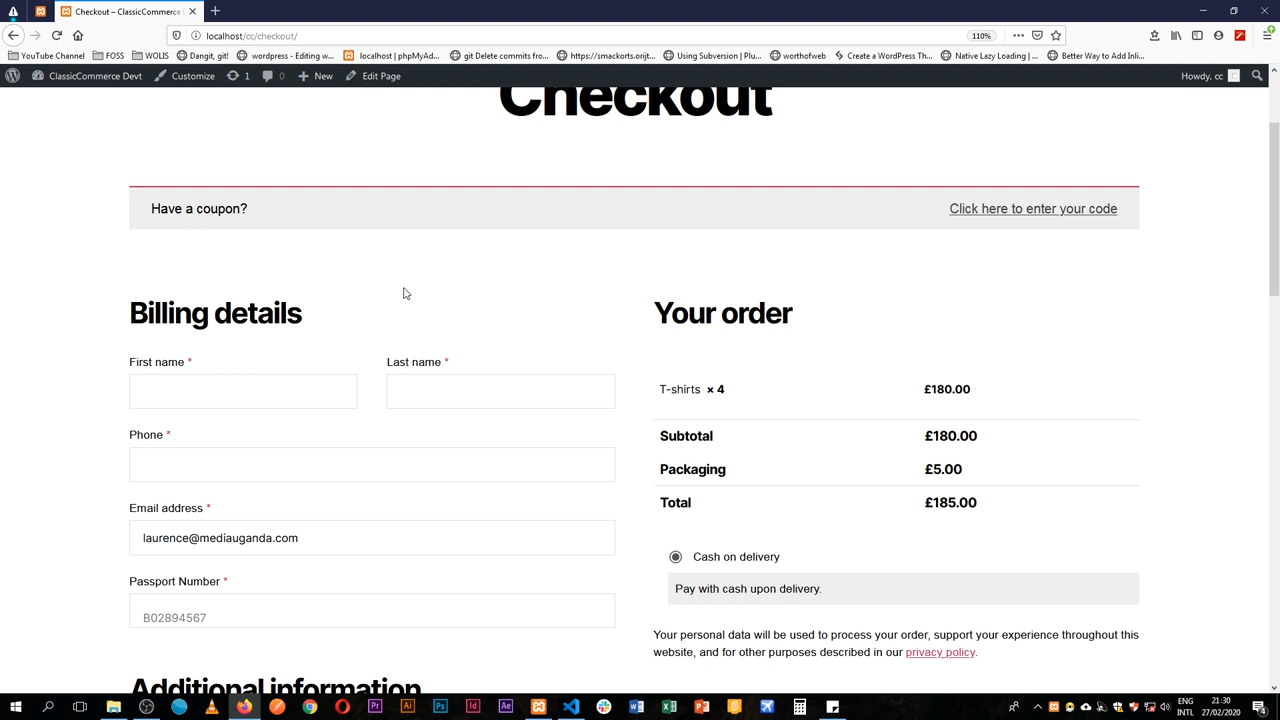 Checkout – ClassicCommerce
localhost/cc/checkout/
110%
YouTube Channel
FOSS
WOLIS
Dangit, git!
wordpress - Editing w...
localhost | phpMyAd...
git Delete commits fro...
https://smackorts.orijt...
Using Subversion | Plu...
worthofweb
Create a WordPress Th...
Native Lazy Loading | ...
Better Way to Add Inli...
ClassicCommerce Devt
Customize
1
0
New
Edit Page
Howdy, cc
Checkout
Have a coupon?
Click here to enter your code
Billing details
Your order
First name *
Last name *
T-shirts × 4
£180.00
Phone *
Subtotal
£180.00
Packaging
£5.00
Email address *
Total
£185.00
laurence@mediauganda.com
Cash on delivery
Passport Number *
Pay with cash upon delivery.
B02894567
Your personal data will be used to process your order, support your experience throughout this
website, and for other purposes described in our privacy policy.
Additional information
ENG
INTL
21:30
27/02/2020